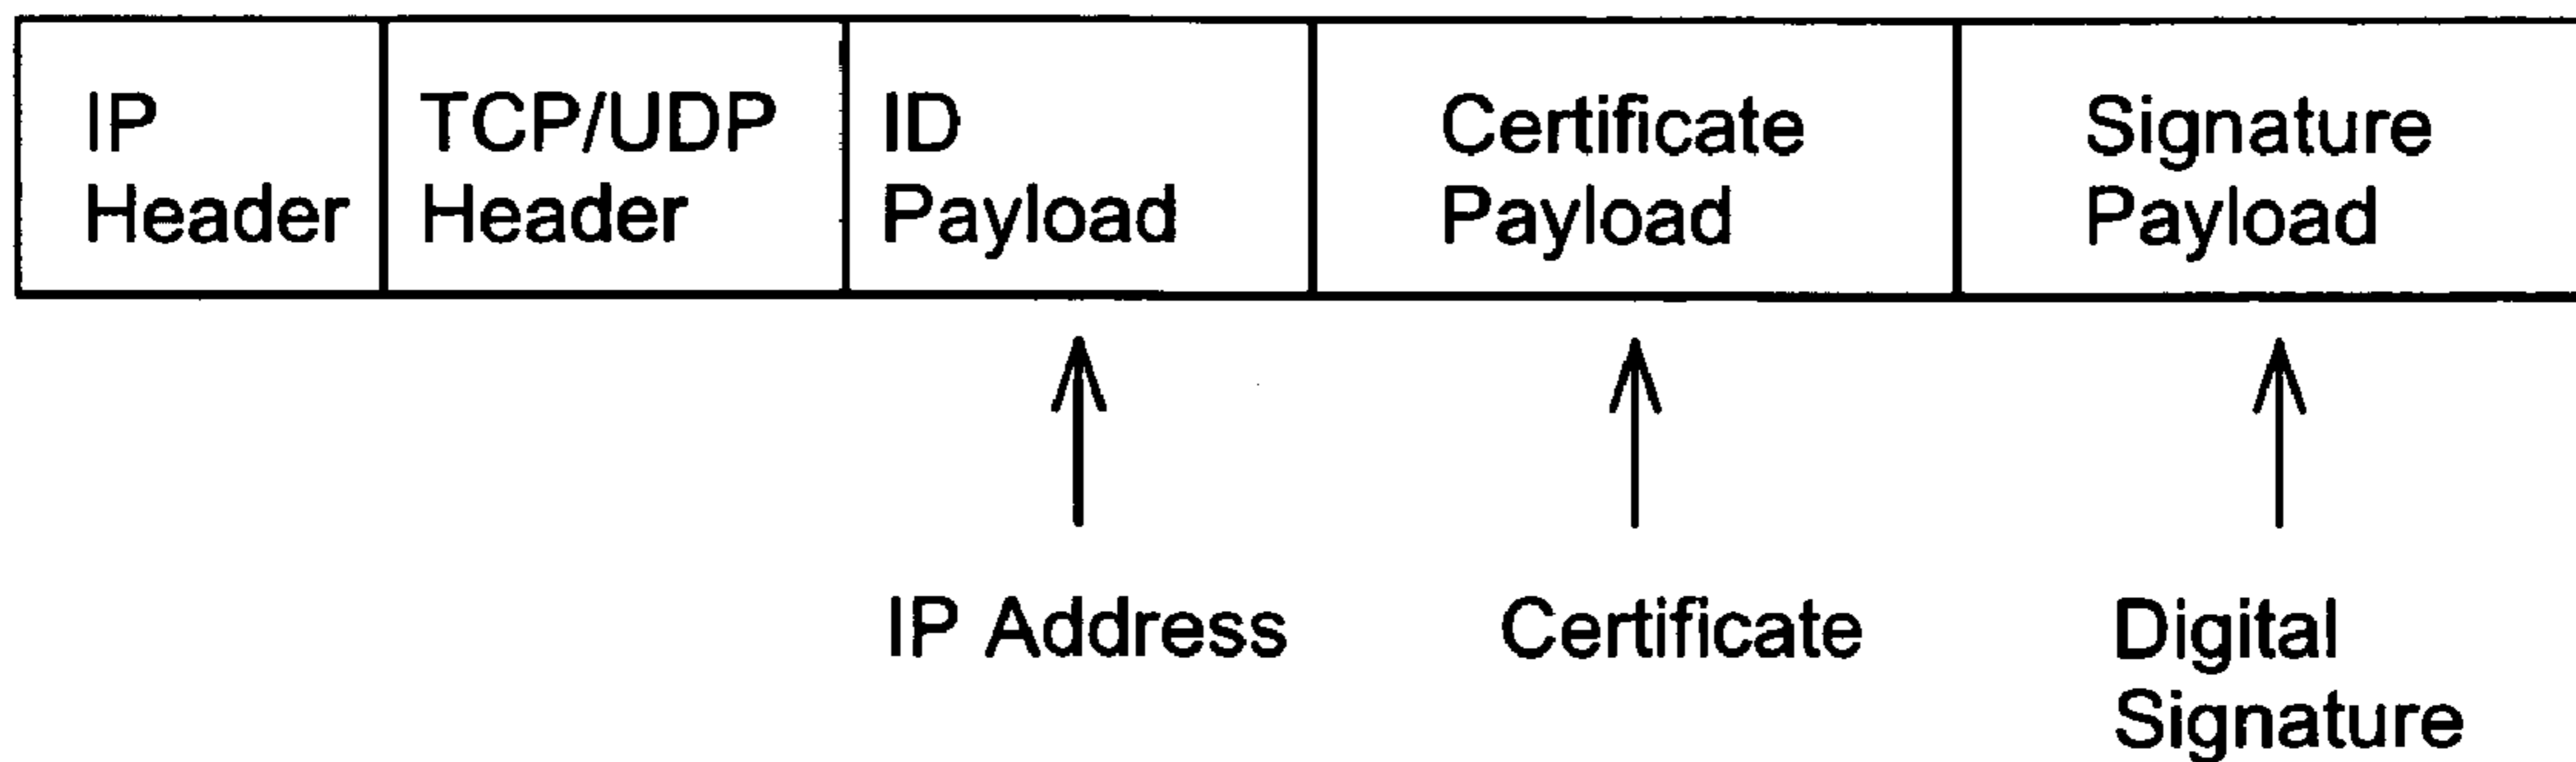 IP
Header
TCP/UDP
Header
ID
Payload
Certificate
Payload
Signature
Payload
IP Address
Certificate
Digital
Signature